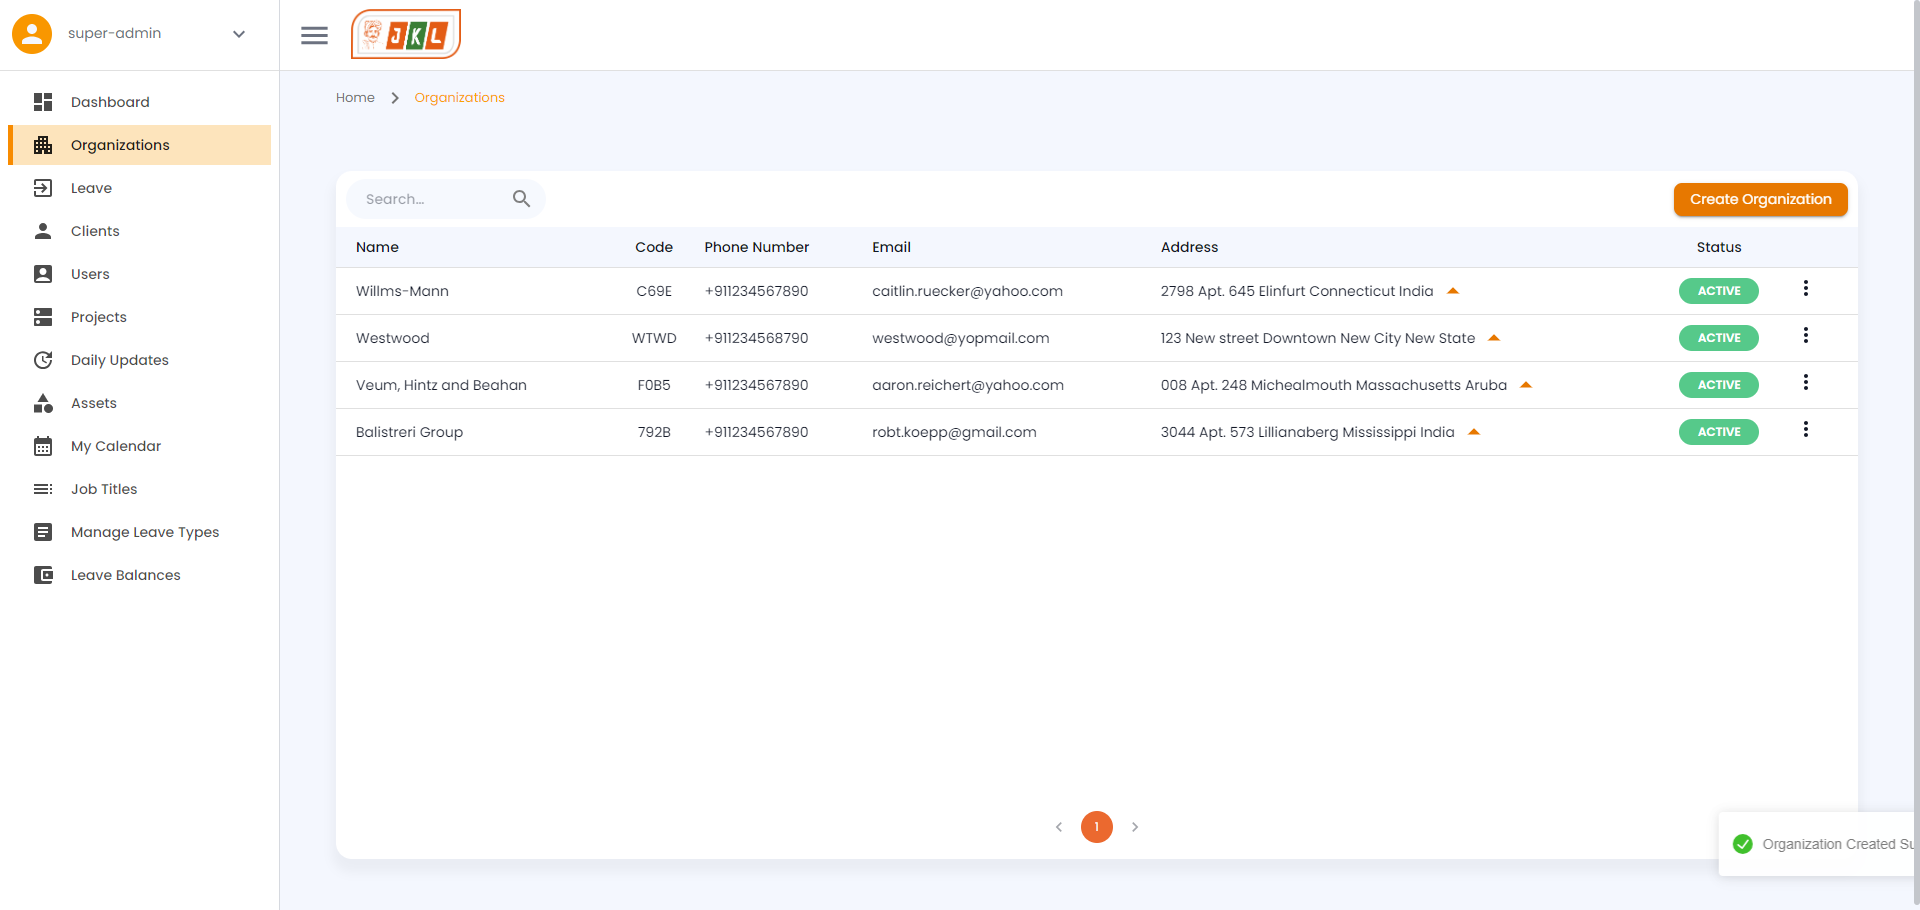 super-admin
JKL
Dashboard
Organizations
Leave
Clients
Users
Projects
Daily Updates
Assets
My Calendar
Job Titles
Manage Leave Types
Leave Balances
Home
Organizations
Search...
Create Organization
Name Code Phone Number Email Address Status
Willms-Mann C69E +911234567890 caitlin.ruecker@yahoo.com 2798 Apt. 645 Elinfurt Connecticut India ACTIVE
Westwood WTWD +911234568790 westwood@yopmail.com 123 New street Downtown New City New State ACTIVE
Veum, Hintz and Beahan F0B5 +911234567890 aaron.reichert@yahoo.com 008 Apt. 248 Michealmouth Massachusetts Aruba ACTIVE
Balistreri Group 792B +911234567890 robt.koepp@gmail.com 3044 Apt. 573 Lillianaberg Mississippi India ACTIVE
1
Organization Created Su